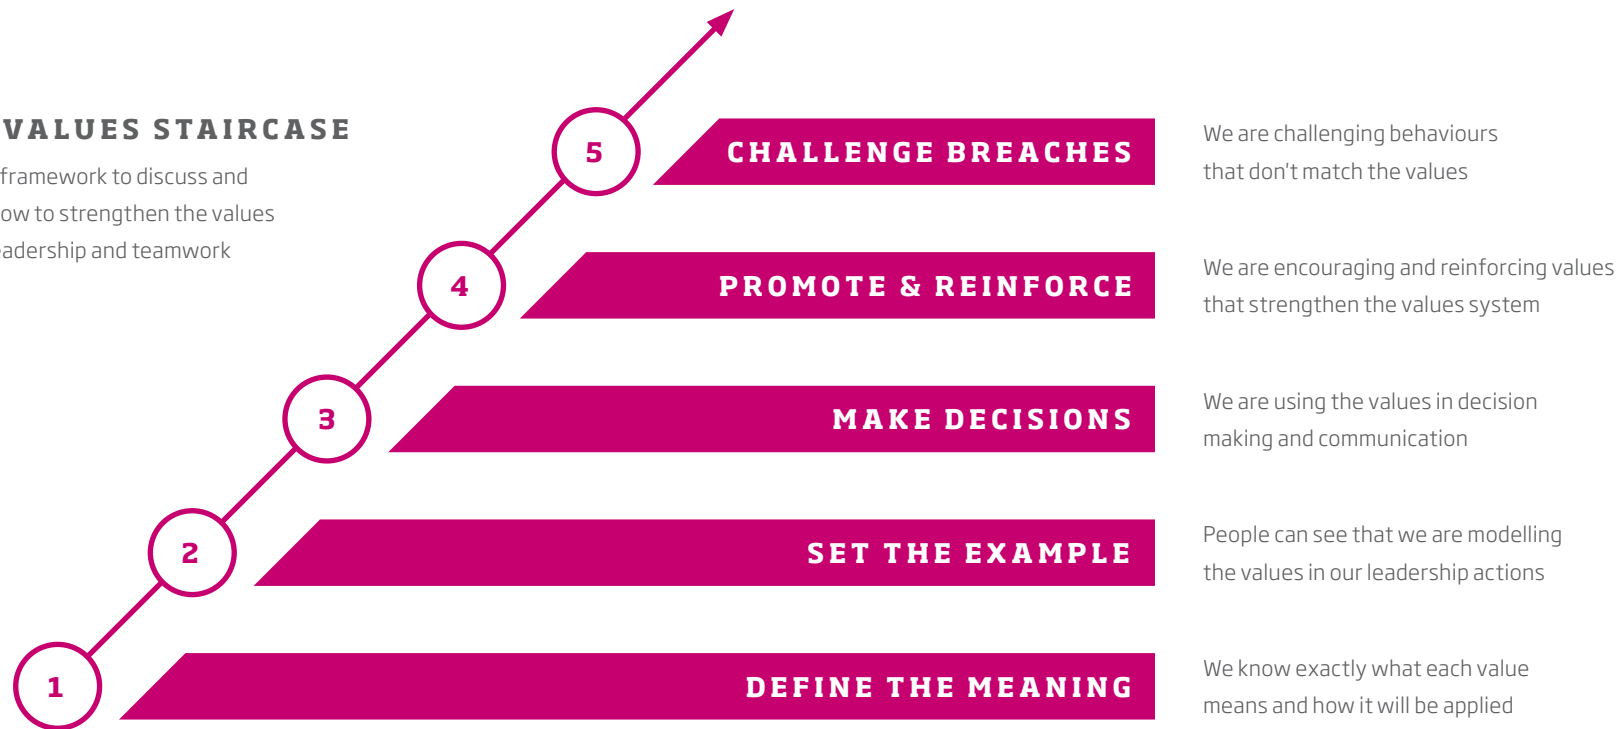 VALUES STAIRCASE
framework to discuss and
ow to strengthen the values
eadership and teamwork
5
CHALLENGE BREACHES
We are challenging behaviours
that don't match the values
4
PROMOTE & REINFORCE
We are encouraging and reinforcing values
that strengthen the values system
3
MAKE DECISIONS
We are using the values in decision
making and communication
2
SET THE EXAMPLE
People can see that we are modelling
the values in our leadership actions
1
DEFINE THE MEANING
We know exactly what each value
means and how it will be applied